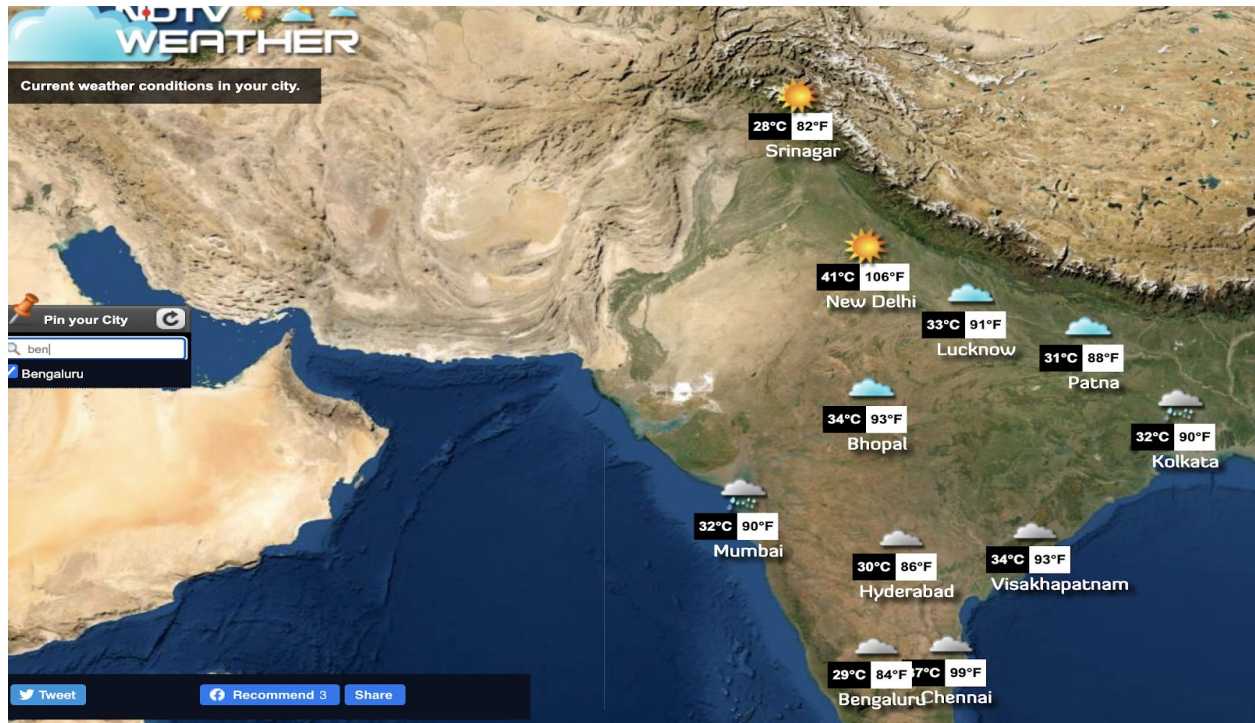 NDTV
WEATHER
Current weather conditions in your city.
28°C 82°F
Srinagar
41°C 106°F
New Delhi
33°C 91°F
Lucknow
Pin your City
ben
Bengaluru
31°C 88°F
Patna
34°C 93°F
Bhopal
32°C 90°F
Kolkata
32°C 90°F
Mumbai
30°C 86°F
Hyderabad
34°C 93°F
Visakhapatnam
29°C 84°F
Bengaluru
37°C 99°F
Chennai
Tweet
Recommend 3
Share